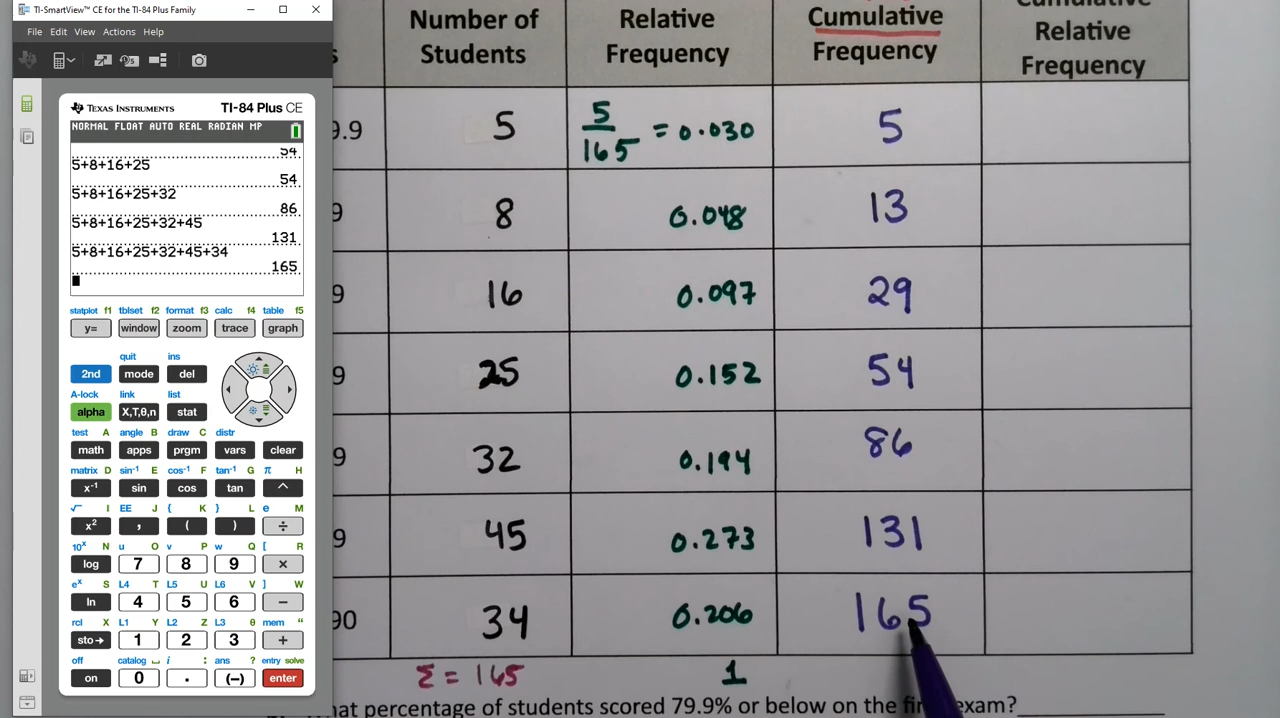 TI-SmartView™ CE for the TI-84 Plus Family
File Edit View Actions Help
TEXAS INSTRUMENTS TI-84 Plus CE
NORMAL FLOAT AUTO REAL RADIAN MP
54
5+8+16+25
54
5+8+16+25+32
86
5+8+16+25+32+45
131
5+8+16+25+32+45+34
165
statplot f1 tblset f2 format f3 calc f4 table f5
y= window zoom trace graph
quit ins
2nd mode del
A-lock link list
alpha X,T,θ,n stat
test A angle B draw C distr
math apps prgm vars clear
matrix D sin⁻¹ E cos⁻¹ F tan⁻¹ G π H
x⁻¹ sin cos tan ^
√ I EE J { K } L e M
x² , ( ) ÷
10ˣ N u O v P w Q [ R
log 7 8 9 ×
eˣ S L4 T L5 U L6 V ] W
ln 4 5 6 −
rcl X L1 Y L2 Z L3 θ mem "
sto→ 1 2 3 +
off catalog i : ans ? entry solve
on 0 . (−) enter
Number of Students
Relative Frequency
Cumulative Frequency
Cumulative Relative Frequency
9.9 5 5/165 = 0.030 5
9 8 0.048 13
9 16 0.097 29
9 25 0.152 54
9 32 0.194 86
9 45 0.273 131
90 34 0.206 165
Σ = 165 1
hat percentage of students scored 79.9% or below on the fin exam?